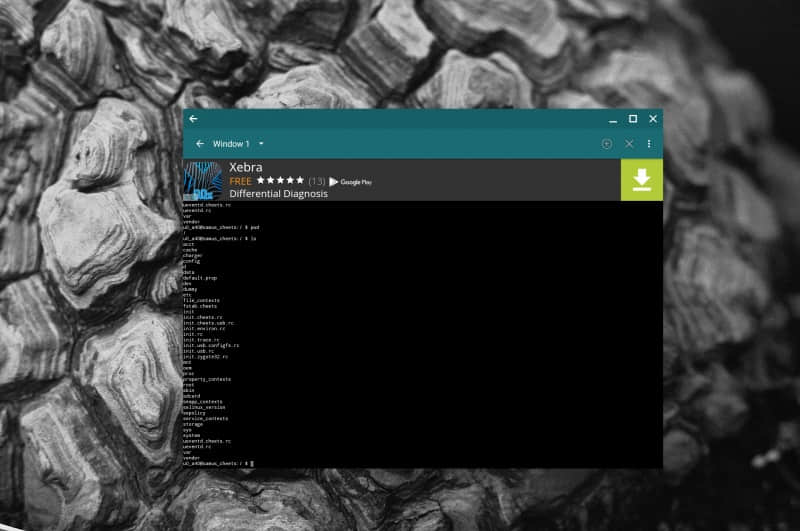 Window 1
Xebra
FREE (13) Google Play
Differential Diagnosis
ueventd.cheets.rc
ueventd.rc
var
vendor
u0_a40@samus_cheets:/ $ pwd
/
u0_a40@samus_cheets:/ $ ls
acct
cache
charger
config
d
data
default.prop
dev
dummy
etc
file_contexts
fstab.cheets
init
init.cheets.rc
init.cheets.usb.rc
init.environ.rc
init.rc
init.trace.rc
init.usb.configfs.rc
init.usb.rc
init.zygote32.rc
mnt
oem
proc
property_contexts
root
sbin
sdcard
seapp_contexts
selinux_version
sepolicy
service_contexts
storage
sys
system
ueventd.cheets.rc
ueventd.rc
var
vendor
u0_a40@samus_cheets:/ $